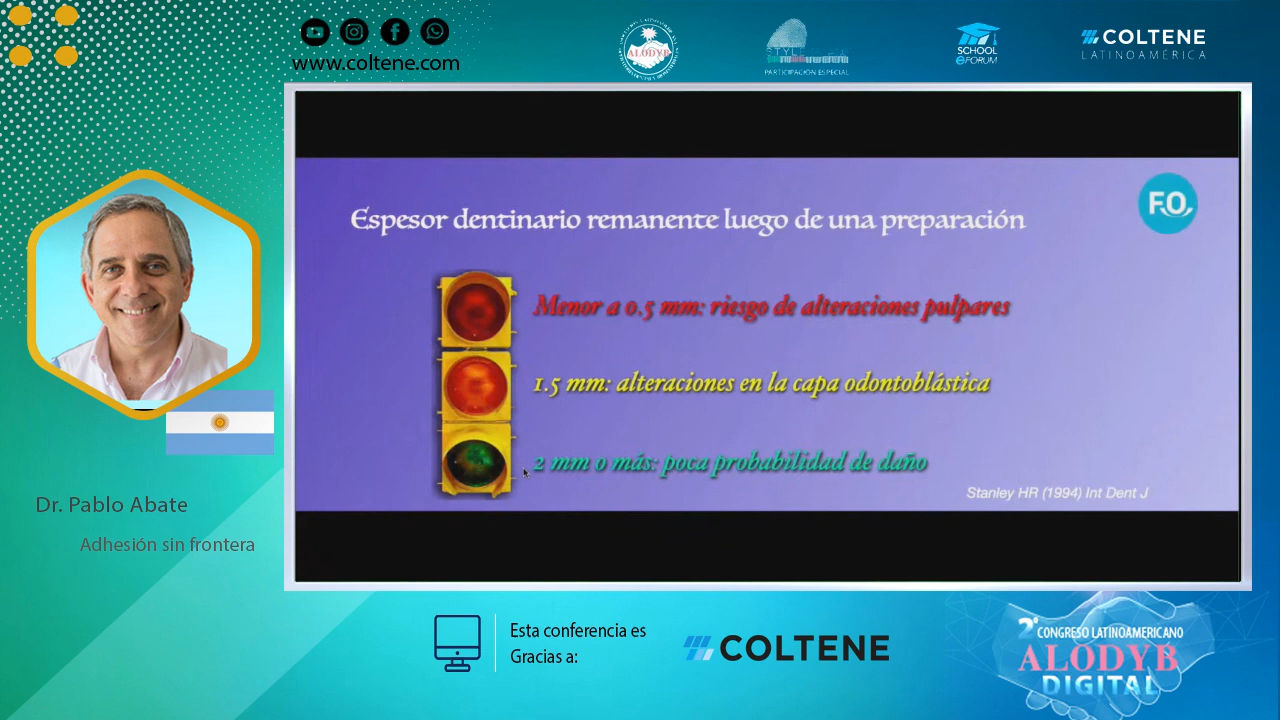 www.coltene.com
ALODYB
STYLE
PARTICIPACIÓN ESPECIAL
SCHOOL
eFORUM
COLTENE
LATINOAMÉRICA
F.O.
Espesor dentinario remanente luego de una preparación
Menor a 0.5 mm: riesgo de alteraciones pulpares
1.5 mm: alteraciones en la capa odontoblástica
2 mm o más: poca probabilidad de daño
Stanley HR (1994) Int Dent J
Dr. Pablo Abate
Adhesión sin frontera
Esta conferencia es
Gracias a:
COLTENE
2° CONGRESO LATINOAMERICANO
ALODYB
DIGITAL